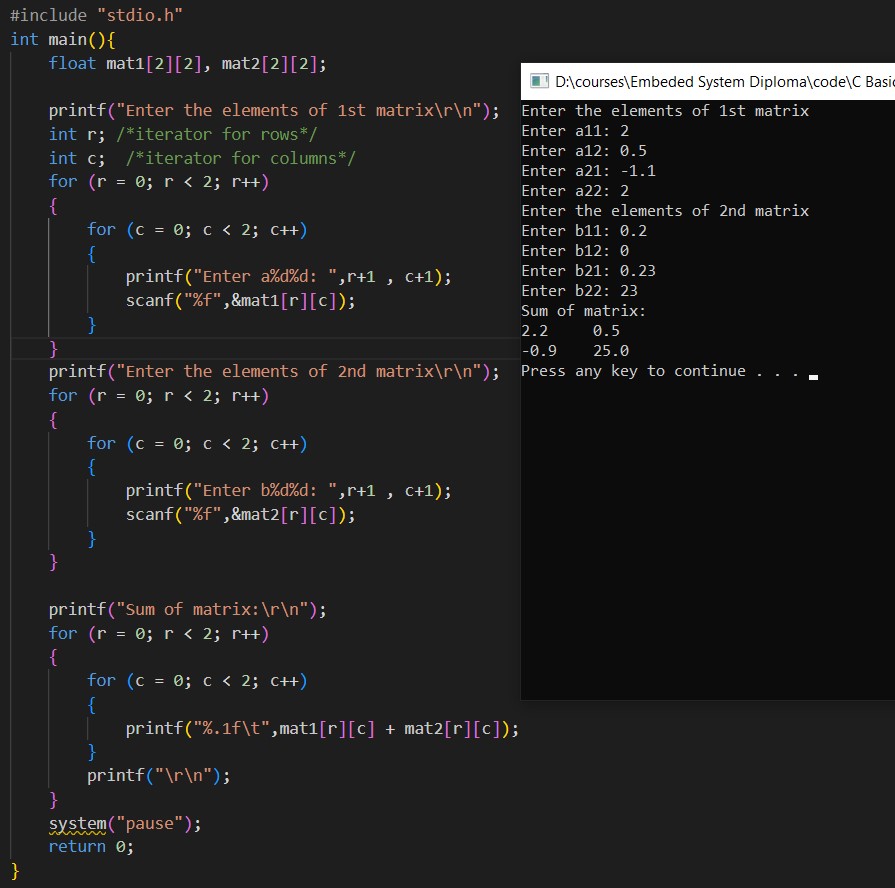 #include "stdio.h"
int main(){
float mat1[2][2], mat2[2][2];
printf("Enter the elements of 1st matrix\r\n");
int r; /*iterator for rows*/
int c;  /*iterator for columns*/
for (r = 0; r < 2; r++)
{
for (c = 0; c < 2; c++)
{
printf("Enter a%d%d: ",r+1 , c+1);
scanf("%f",&mat1[r][c]);
}
}
printf("Enter the elements of 2nd matrix\r\n");
for (r = 0; r < 2; r++)
{
for (c = 0; c < 2; c++)
{
printf("Enter b%d%d: ",r+1 , c+1);
scanf("%f",&mat2[r][c]);
}
}
printf("Sum of matrix:\r\n");
for (r = 0; r < 2; r++)
{
for (c = 0; c < 2; c++)
{
printf("%.1f\t",mat1[r][c] + mat2[r][c]);
}
printf("\r\n");
}
system("pause");
return 0;
}
D:\courses\Embeded System Diploma\code\C Basic
Enter the elements of 1st matrix
Enter a11: 2
Enter a12: 0.5
Enter a21: -1.1
Enter a22: 2
Enter the elements of 2nd matrix
Enter b11: 0.2
Enter b12: 0
Enter b21: 0.23
Enter b22: 23
Sum of matrix:
2.2     0.5
-0.9    25.0
Press any key to continue . . .